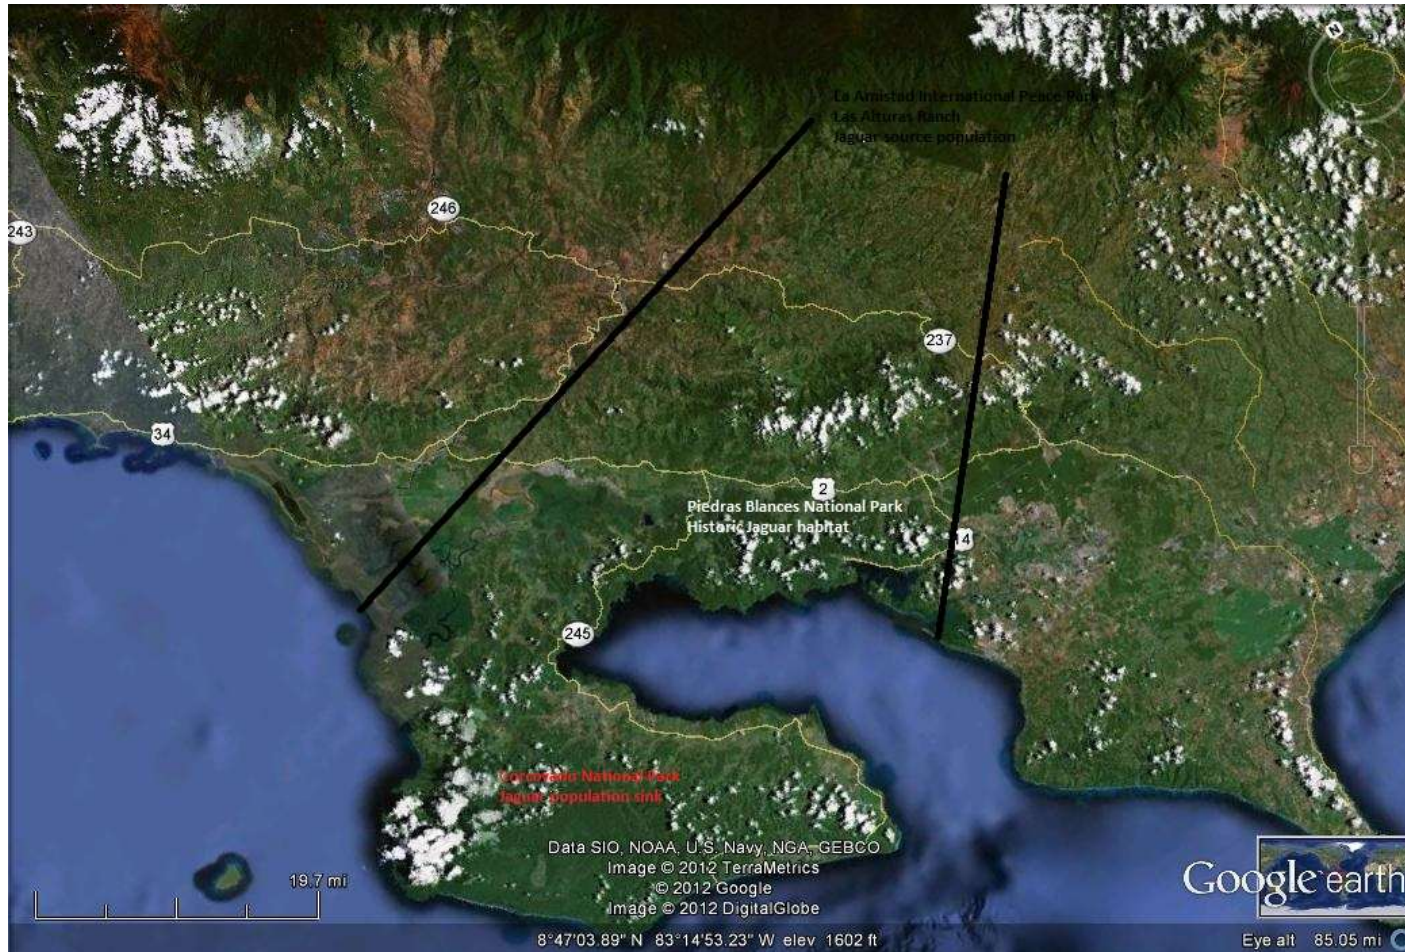 N
La Amistad International Peace Park
Las Alturas Ranch
Jaguar source population
246
243
237
34
2
Piedras Blances National Park
Historic Jaguar habitat
14
245
Corcovado National Park
Jaguar population sink
Data SIO, NOAA, U.S. Navy, NGA, GEBCO
Image © 2012 TerraMetrics
© 2012 Google
Image © 2012 DigitalGlobe
19.7 mi
Google earth
8°47'03.89" N 83°14'53.23" W elev 1602 ft
Eye alt 85.05 mi